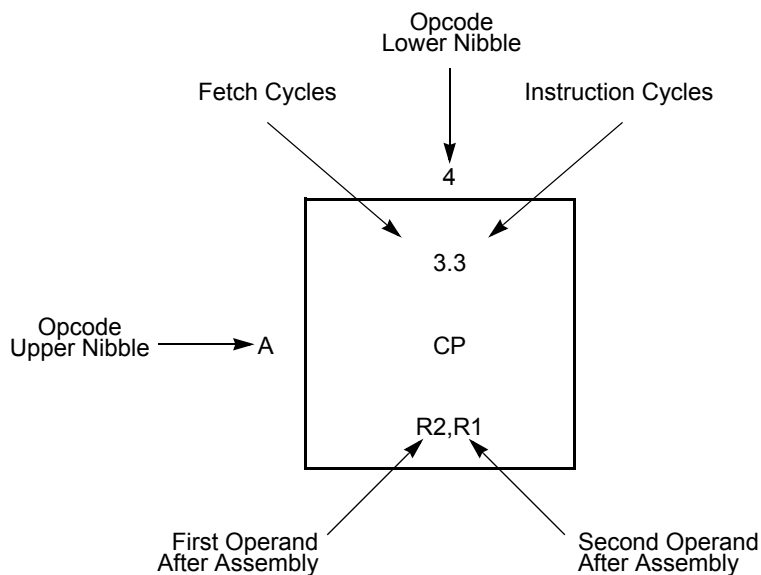 Opcode
Lower Nibble
Fetch Cycles
Instruction Cycles
4
3.3
Opcode
Upper Nibble
A
CP
R2,R1
First Operand
After Assembly
Second Operand
After Assembly